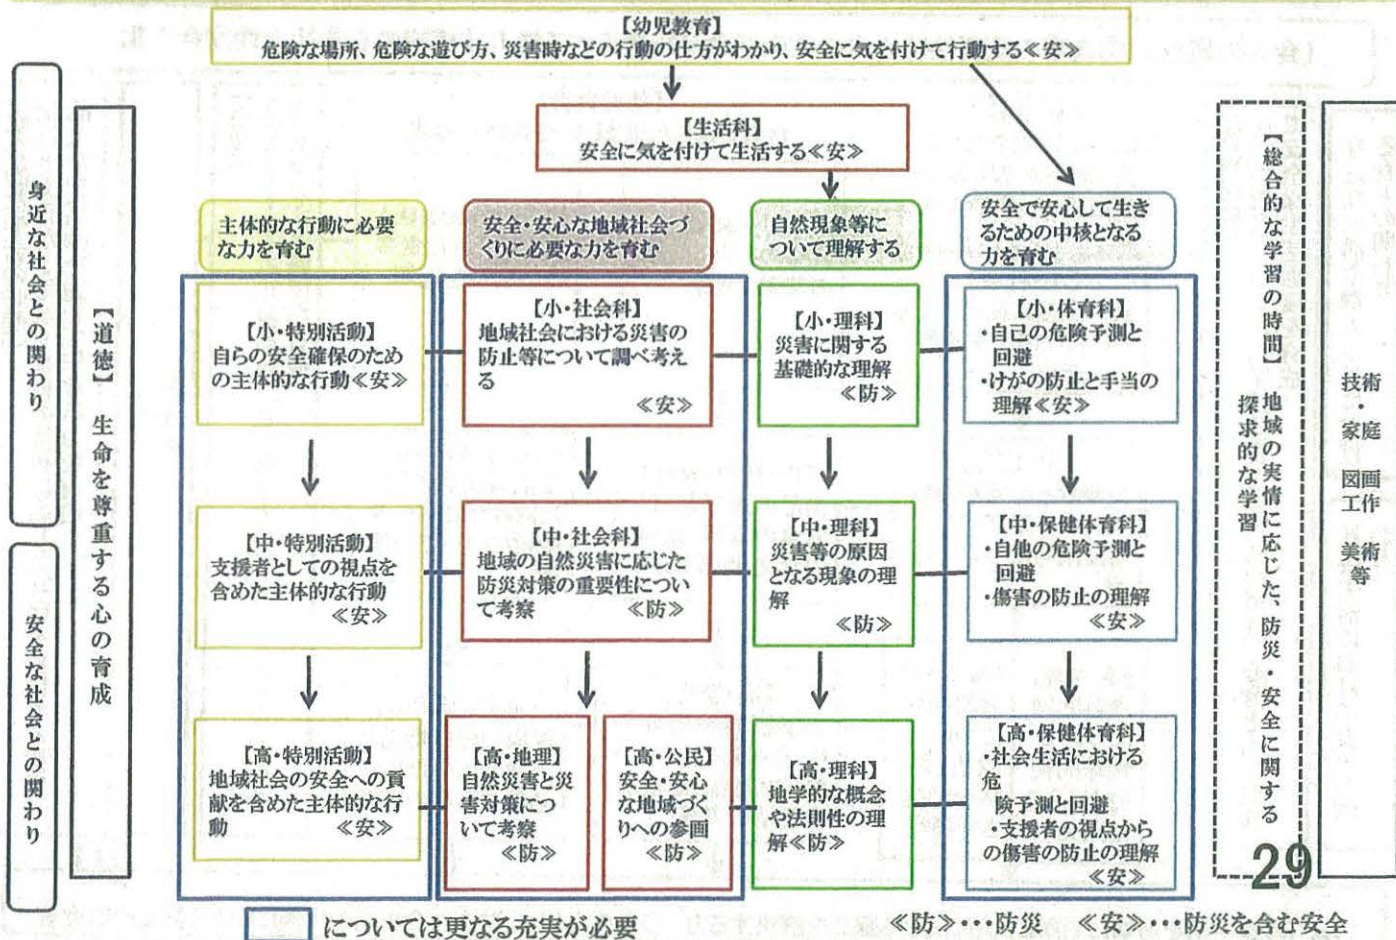 【幼児教育】
危険な場所、危険な遊び方、災害時などの行動の仕方がわかり、安全に気を付けて行動する≪安≫
【生活科】
安全に気を付けて生活する≪安≫
身近な社会との関わり
安全な社会との関わり
【道徳】 生命を尊重する心の育成
主体的な行動に必要
な力を育む
安全・安心な地域社会づ
くりに必要な力を育む
自然現象等に
ついて理解する
安全で安心して生き
るための中核となる
力を育む
【小・特別活動】
自らの安全確保のため
の主体的な行動≪安≫
【小・社会科】
地域社会における災害の
防止等について調べ考え
る
≪安≫
【小・理科】
災害に関する
基礎的な理解
≪防≫
【小・体育科】
・自己の危険予測と
回避
・けがの防止と手当の
理解≪安≫
【中・特別活動】
支援者としての視点を
含めた主体的な行動
≪安≫
【中・社会科】
地域の自然災害に応じた
防災対策の重要性につい
て考察 ≪防≫
【中・理科】
災害等の原因
となる現象の理
解
≪防≫
【中・保健体育科】
・自他の危険予測と
回避
・傷害の防止の理解
≪安≫
【高・特別活動】
地域社会の安全への貢
献を含めた主体的な行
動 ≪安≫
【高・地理】
自然災害と災
害対策につ
いて考察
≪防≫
【高・公民】
安全・安心
な地域づく
りへの参画
≪防≫
【高・理科】
地学的な概念
や法則性の理
解≪防≫
【高・保健体育科】
・社会生活における
危
険予測と回避
・支援者の視点から
の傷害の防止の理解
≪安≫
【総合的な学習の時間】 地域の実情に応じた、防災・安全に関する
探求的な学習
技術
・
家庭
図画
工作
美術
等
29
については更なる充実が必要
≪防≫・・・防災 ≪安≫・・・防災を含む安全